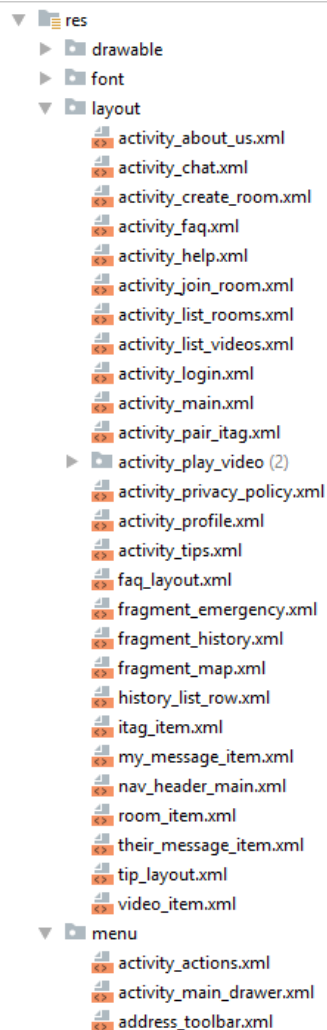 res
drawable
font
layout
activity_about_us.xml
activity_chat.xml
activity_create_room.xml
activity_faq.xml
activity_help.xml
activity_join_room.xml
activity_list_rooms.xml
activity_list_videos.xml
activity_login.xml
activity_main.xml
activity_pair_itag.xml
activity_play_video (2)
activity_privacy_policy.xml
activity_profile.xml
activity_tips.xml
faq_layout.xml
fragment_emergency.xml
fragment_history.xml
fragment_map.xml
history_list_row.xml
itag_item.xml
my_message_item.xml
nav_header_main.xml
room_item.xml
their_message_item.xml
tip_layout.xml
video_item.xml
menu
activity_actions.xml
activity_main_drawer.xml
address_toolbar.xml